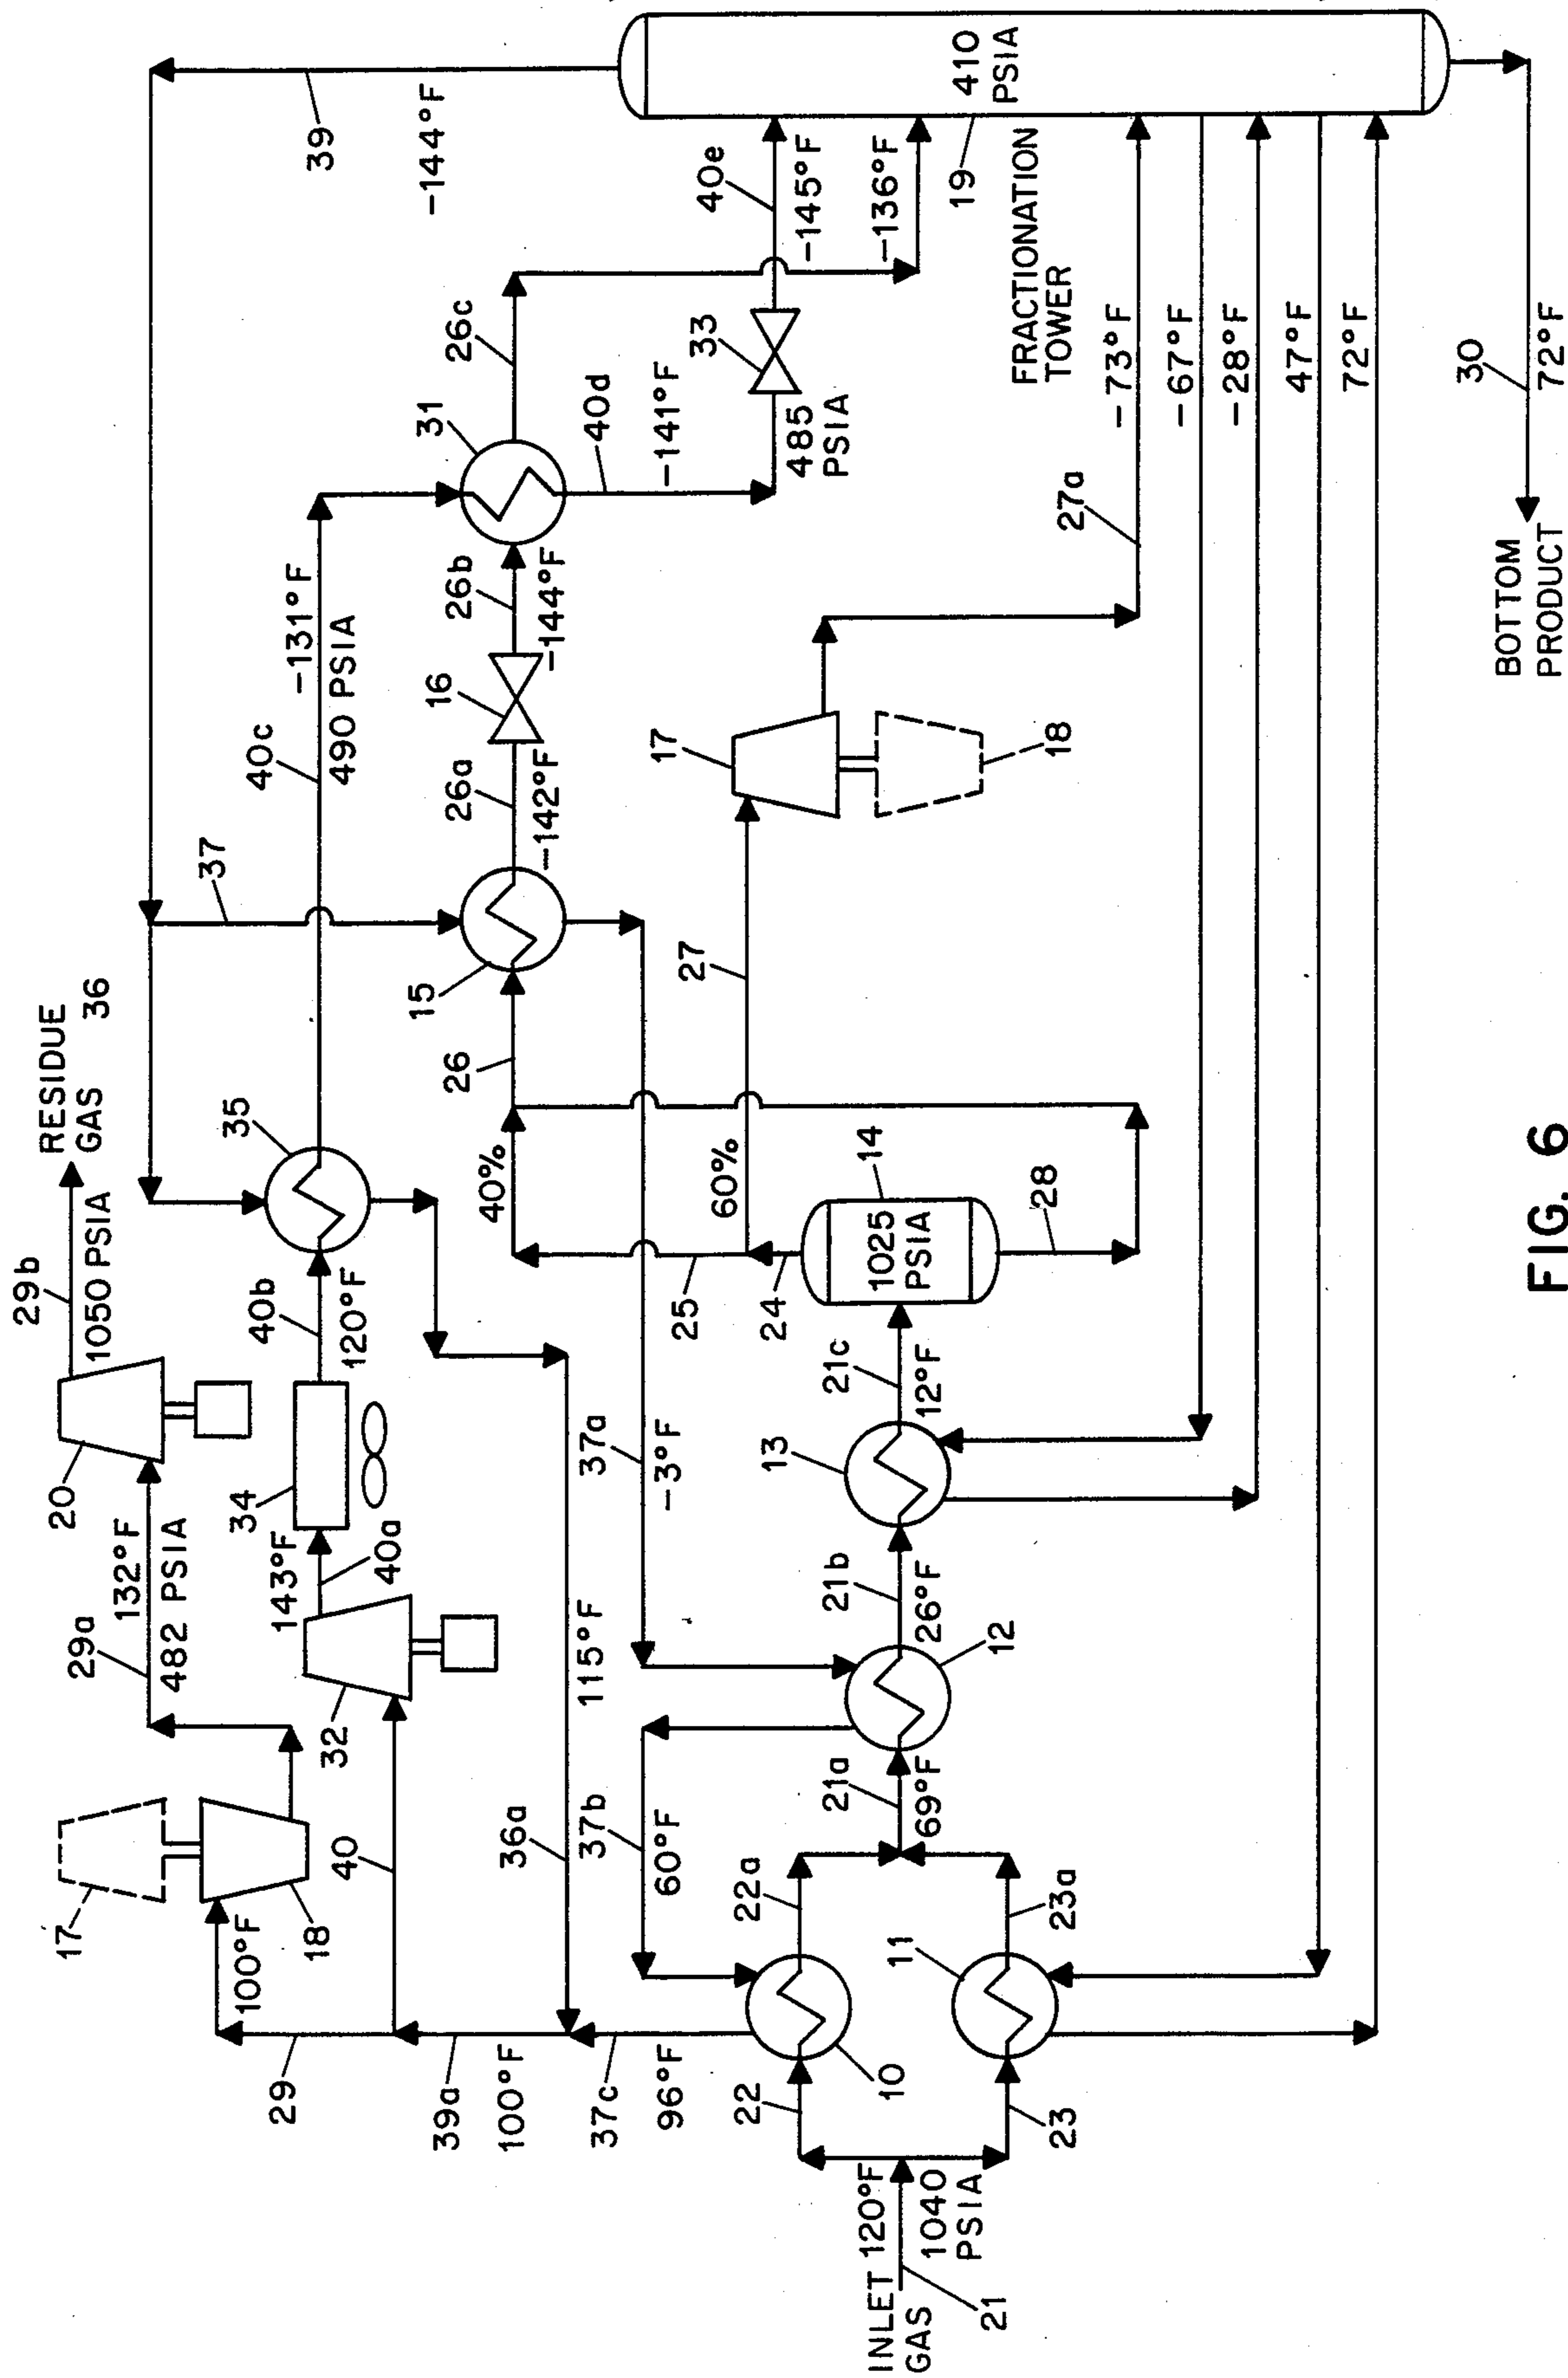 RESIDUE
GAS 36
29b
1050 PSIA
20
132°F
29a
482 PSIA
17
18
100°F
29
40
32
143°F
40a
34
40b
120°F
35
40c
-131°F
490 PSIA
39
-144°F
37
39a
100°F
36a
115°F
37c
96°F
37b
60°F
37a
-3°F
26
15
26a
-142°F
16
26b
-144°F
31
26c
40d
-141°F
33
485
PSIA
40e
-145°F
-136°F
19
410
PSIA
FRACTIONATION
TOWER
40%
60%
25
24
27
17
18
27a
-73°F
-67°F
-28°F
47°F
72°F
14
1025
PSIA
28
21c
12°F
13
21b
26°F
12
21a
69°F
22a
23a
10
11
22
23
INLET
GAS
120°F
1040
PSIA
21
30
72°F
BOTTOM
PRODUCT
FIG. 6